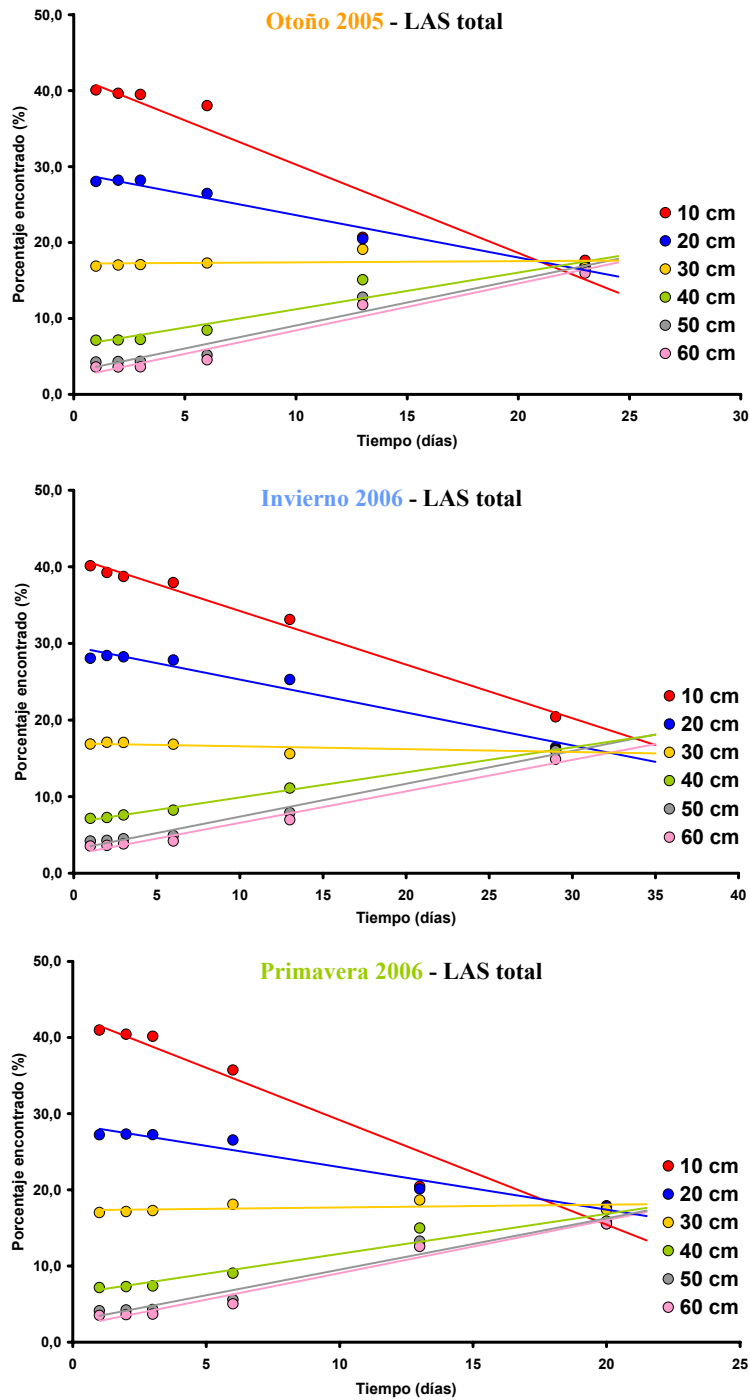 Otoño 2005 - LAS total
Porcentaje encontrado (%)
50,0
40,0
30,0
20,0
10,0
0,0
0 5 10 15 20 25 30
Tiempo (días)
10 cm
20 cm
30 cm
40 cm
50 cm
60 cm
Invierno 2006 - LAS total
Porcentaje encontrado (%)
50,0
40,0
30,0
20,0
10,0
0,0
0 5 10 15 20 25 30 35 40
Tiempo (días)
10 cm
20 cm
30 cm
40 cm
50 cm
60 cm
Primavera 2006 - LAS total
Porcentaje encontrado (%)
50,0
40,0
30,0
20,0
10,0
0,0
0 5 10 15 20 25
Tiempo (días)
10 cm
20 cm
30 cm
40 cm
50 cm
60 cm